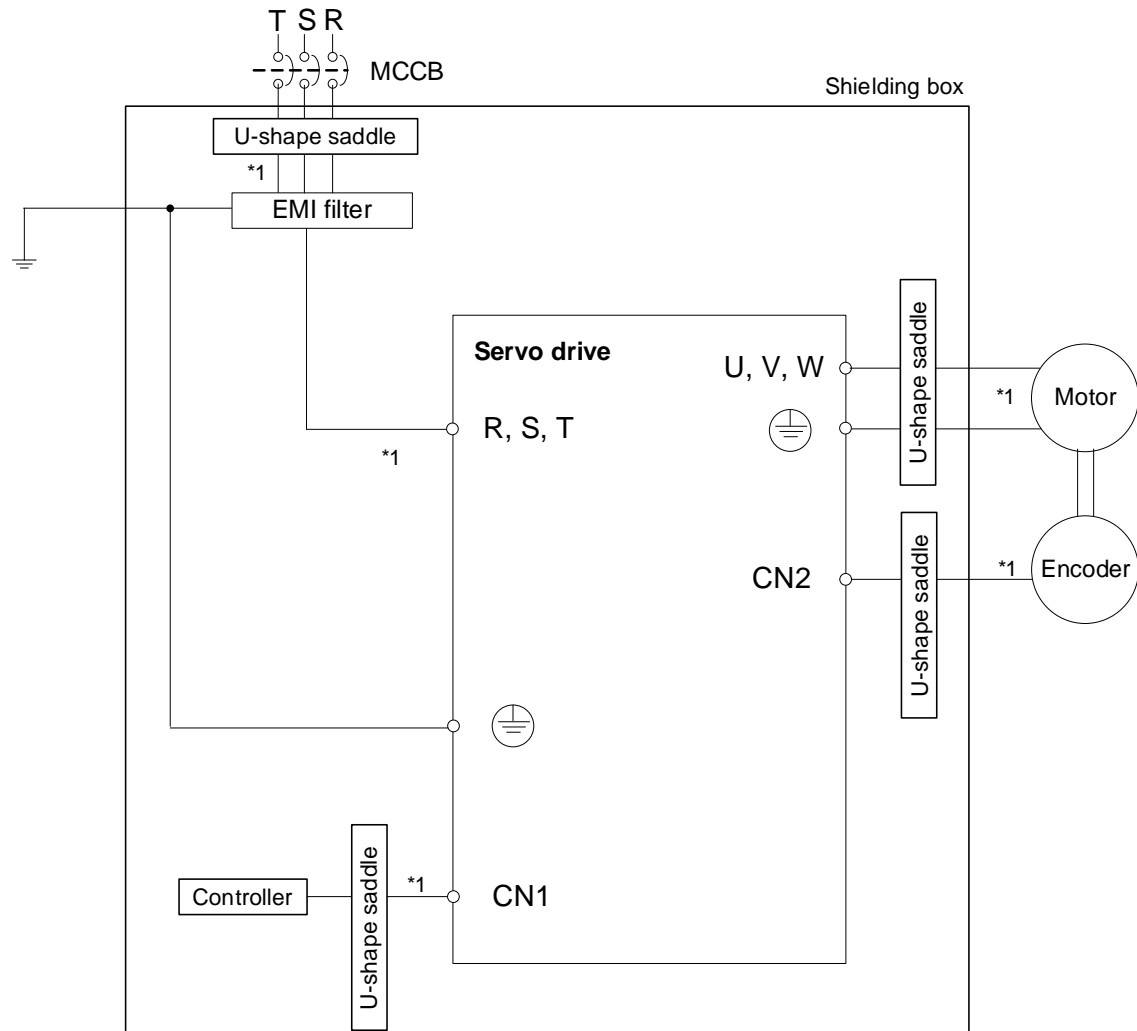 T S R
MCCB
Shielding box
U-shape saddle
*1
EMI filter
Servo drive
U, V, W
U-shape saddle
*1
Motor
R, S, T
*1
CN2
U-shape saddle
*1
Encoder
Controller
U-shape saddle
*1
CN1